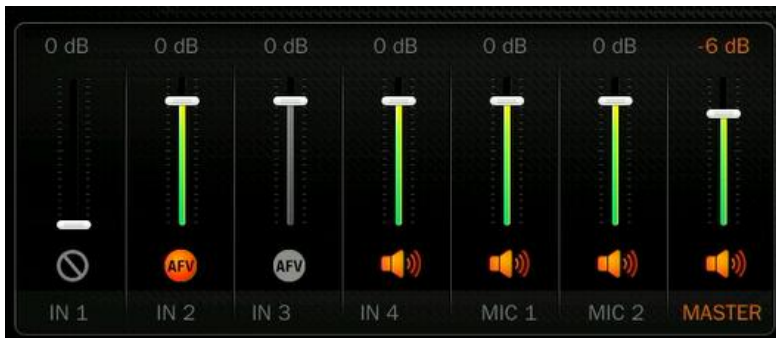 0 dB 0 dB 0 dB 0 dB 0 dB 0 dB -6 dB
AFV AFV
IN 1 IN 2 IN 3 IN 4 MIC 1 MIC 2 MASTER